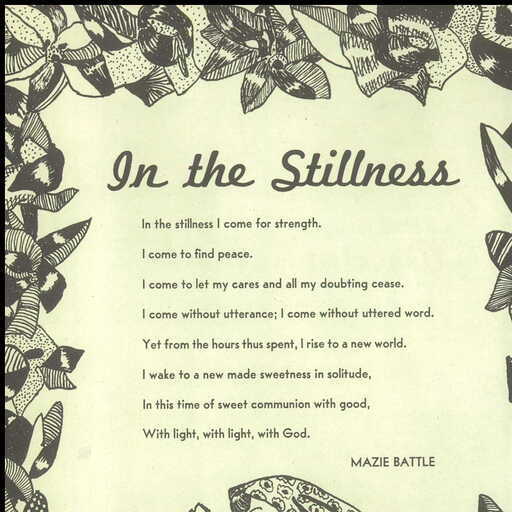 In the Stillness
In the stillness I come for strength.
I come to find peace.
I come to let my cares and all my doubting cease.
I come without utterance; I come without uttered word.
Yet from the hours thus spent, I rise to a new world.
I wake to a new made sweetness in solitude,
In this time of sweet communion with good,
With light, with light, with God.
MAZIE BATTLE